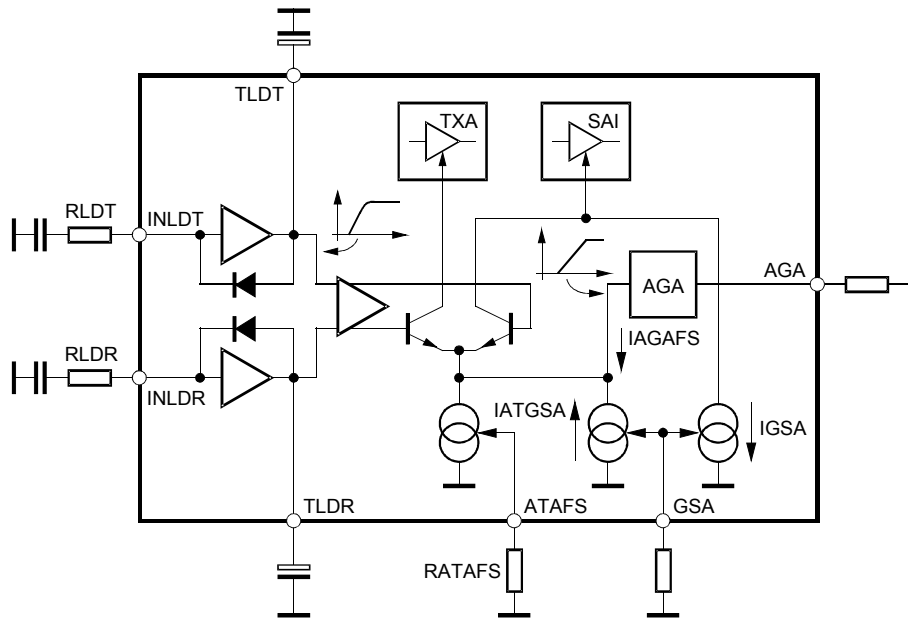 TLDT
TXA
SAI
RLDT
INLDT
AGA
AGA
RLDR
INLDR
IAGAFS
IATGSA
IGSA
TLDR
ATAFS
GSA
RATAFS